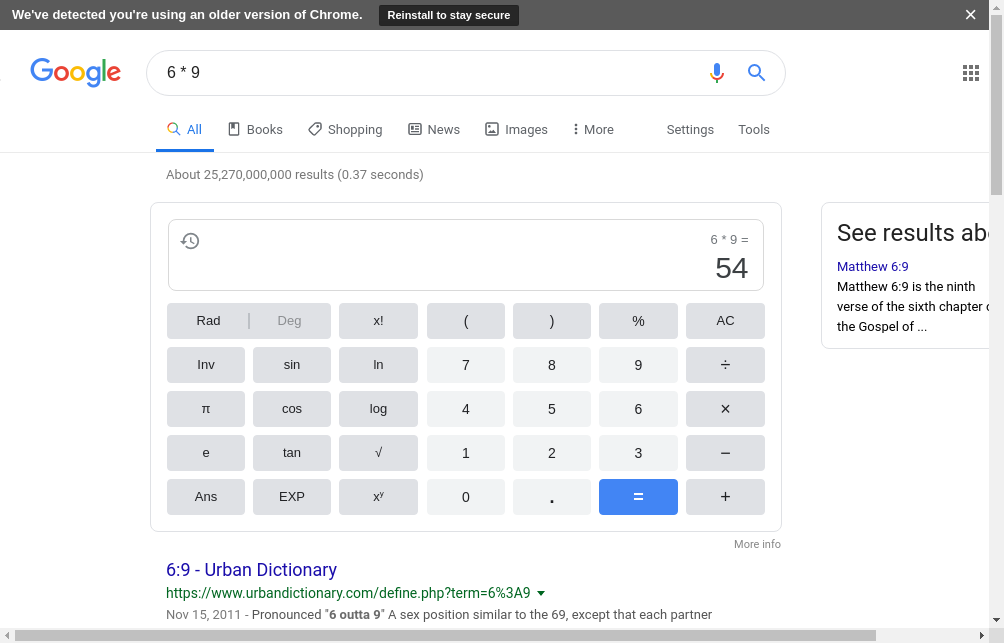 We've detected you're using an older version of Chrome. Reinstall to stay secure
Google
6 * 9
All Books Shopping News Images More Settings Tools
About 25,270,000,000 results (0.37 seconds)
6 * 9 =
54
Rad Deg x! ( ) % AC
Inv sin ln 7 8 9 ÷
π cos log 4 5 6 ×
e tan √ 1 2 3 −
Ans EXP xʸ 0 . = +
More info
See results
Matthew 6:9
Matthew 6:9 is the ninth
verse of the sixth chapter
the Gospel of ...
6:9 - Urban Dictionary
https://www.urbandictionary.com/define.php?term=6%3A9
Nov 15, 2011 - Pronounced "6 outta 9" A sex position similar to the 69, except that each partner